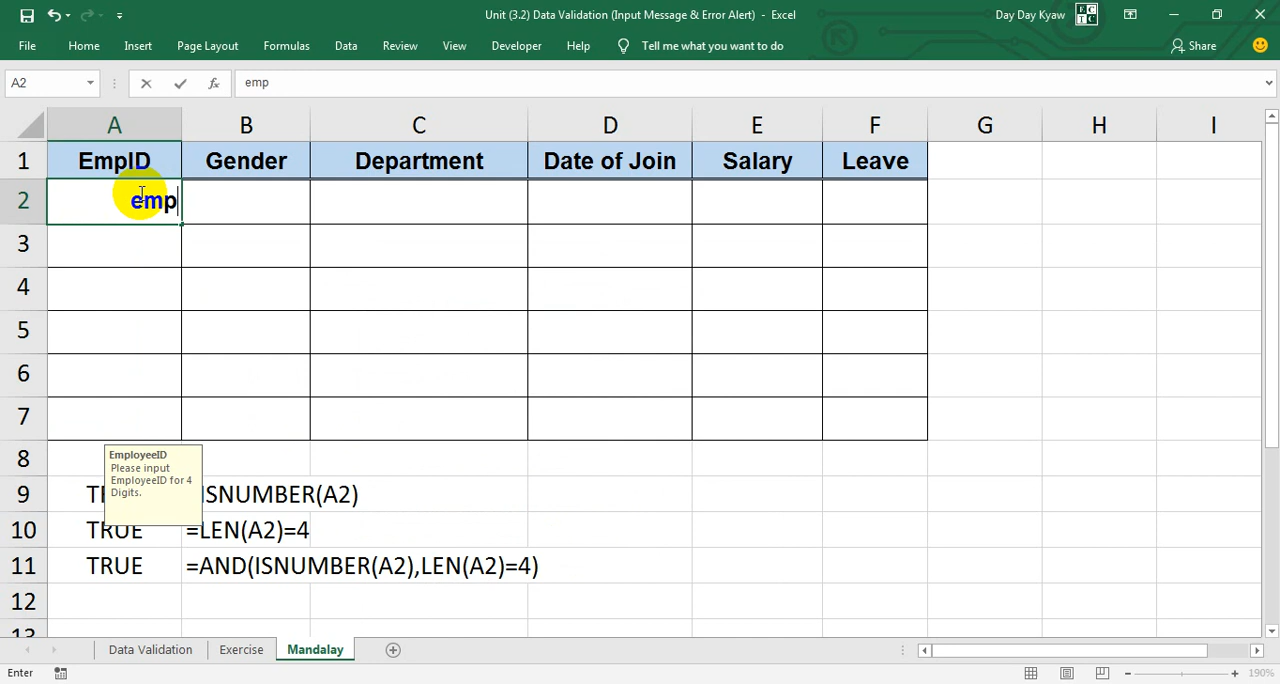 Unit (3.2) Data Validation (Input Message & Error Alert) - Excel
Day Day Kyaw
File Home Insert Page Layout Formulas Data Review View Developer Help Tell me what you want to do Share
A2 fx emp
A B C D E F G H I
1 EmpID Gender Department Date of Join Salary Leave
2 emp
3
4
5
6
7
8
EmployeeID
Please input
EmployeeID for 4
Digits.
9 ISNUMBER(A2)
10 TRUE =LEN(A2)=4
11 TRUE =AND(ISNUMBER(A2),LEN(A2)=4)
12
13
Data Validation Exercise Mandalay
Enter 190%